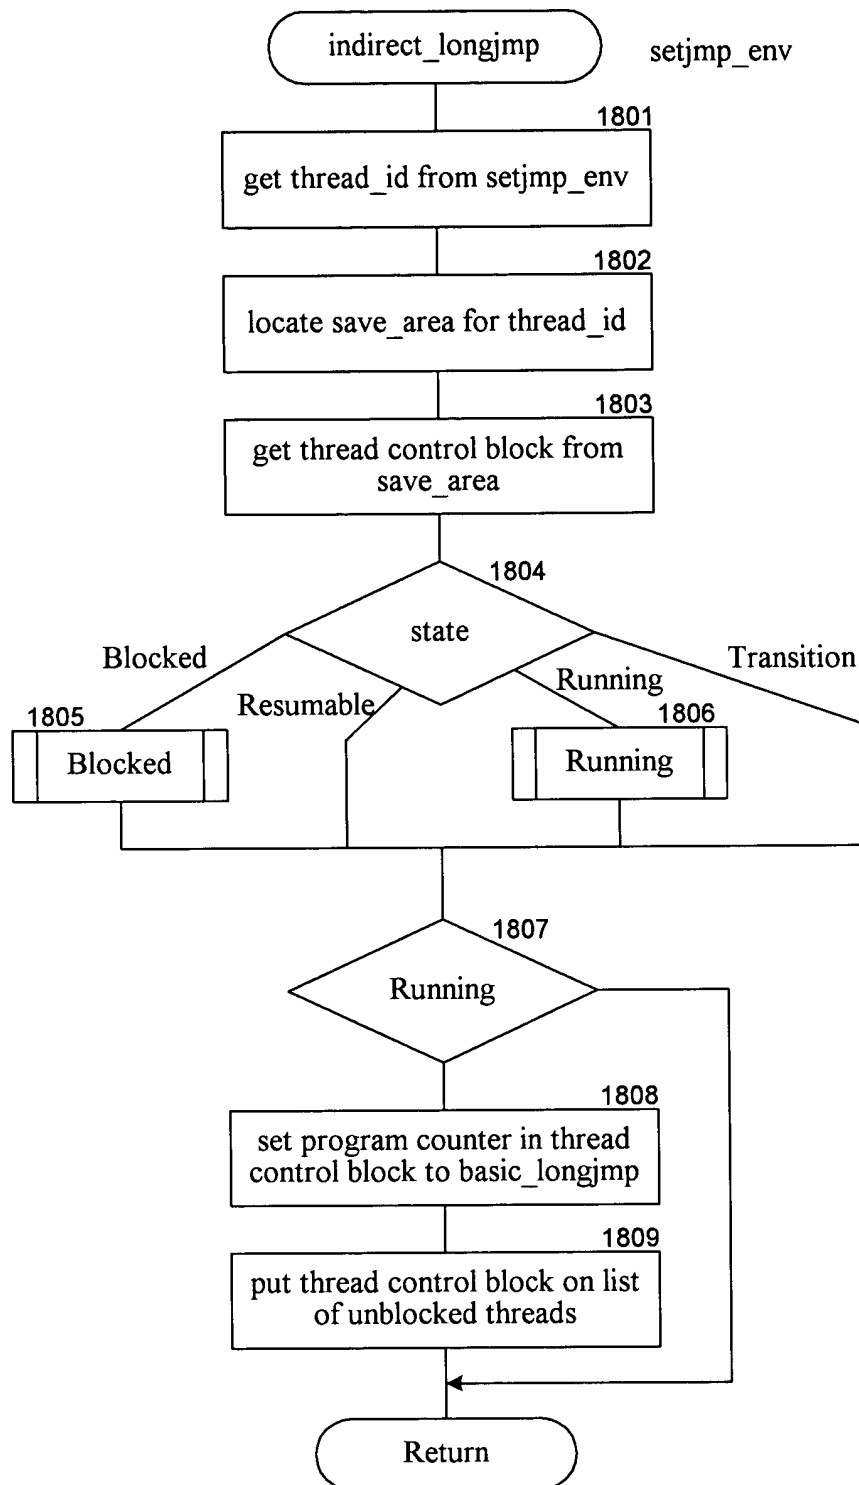 indirect_longjmp
setjmp_env
1801
get thread_id from setjmp_env
1802
locate save_area for thread_id
1803
get thread control block from
save_area
1804
state
Blocked
Resumable
Running
Transition
1805
Blocked
1806
Running
1807
Running
1808
set program counter in thread
control block to basic_longjmp
1809
put thread control block on list
of unblocked threads
Return